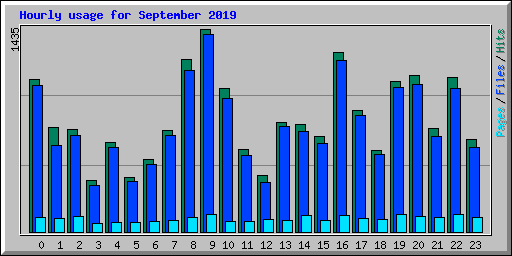 Hourly usage for September 2019
1435
Pages/Files/Hits
0 1 2 3 4 5 6 7 8 9 10 11 12 13 14 15 16 17 18 19 20 21 22 23